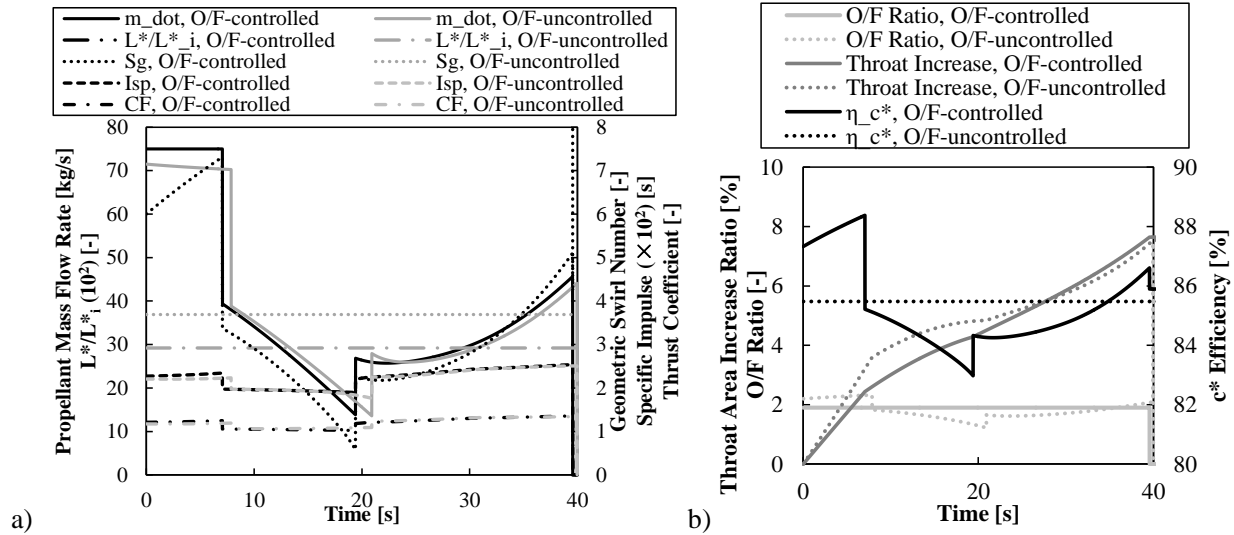 m_dot, O/F-controlled
m_dot, O/F-uncontrolled
L*/L*_i, O/F-controlled
L*/L*_i, O/F-uncontrolled
Sg, O/F-controlled
Sg, O/F-uncontrolled
Isp, O/F-controlled
Isp, O/F-uncontrolled
CF, O/F-controlled
CF, O/F-uncontrolled
80
70
60
50
40
30
20
10
0
8
7
6
5
4
3
2
1
0
0
10
20
30
40
Propellant Mass Flow Rate [kg/s]
L*/L*i (10²) [-]
Geometric Swirl Number [-]
Specific Impulse (×10²) [s]
Thrust Coefficient [-]
Time [s]
a)
O/F Ratio, O/F-controlled
O/F Ratio, O/F-uncontrolled
Throat Increase, O/F-controlled
Throat Increase, O/F-uncontrolled
η_c*, O/F-controlled
η_c*, O/F-uncontrolled
10
8
6
4
2
0
90
88
86
84
82
80
0
20
40
Throat Area Increase Ratio [%]
O/F Ratio [-]
c* Efficiency [%]
Time [s]
b)